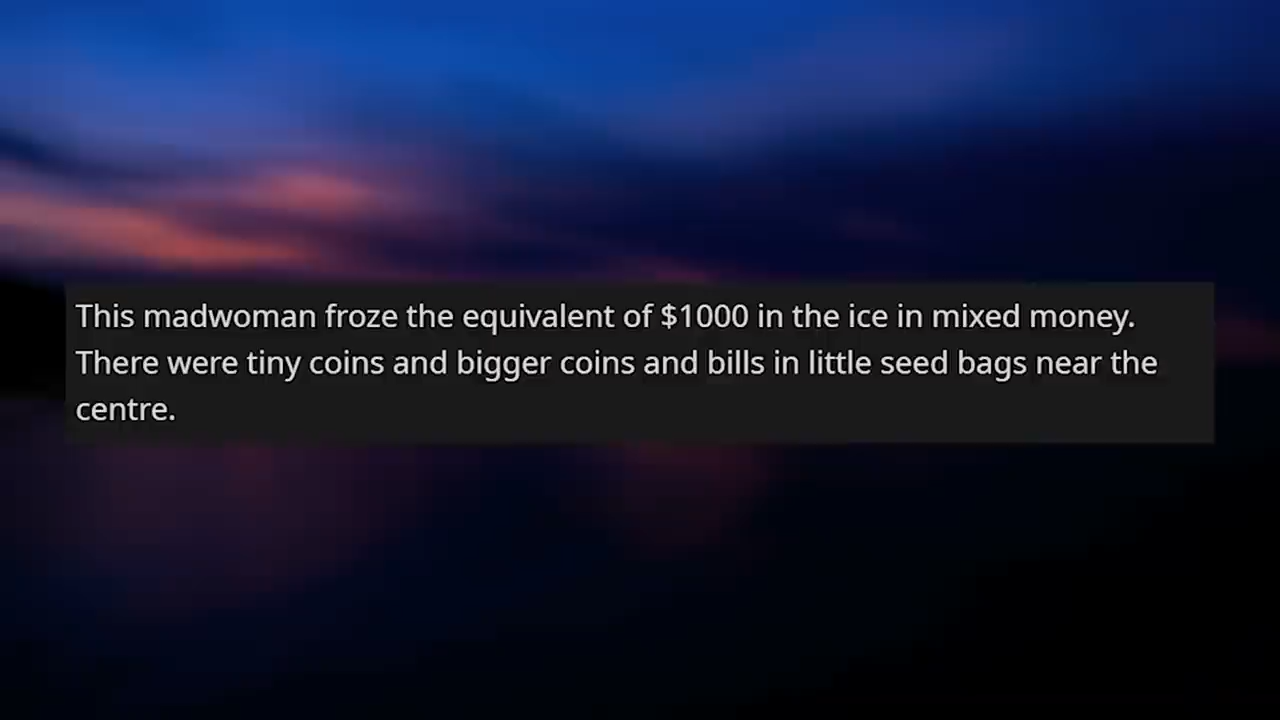 This madwoman froze the equivalent of $1000 in the ice in mixed money.
There were tiny coins and bigger coins and bills in little seed bags near the
centre.